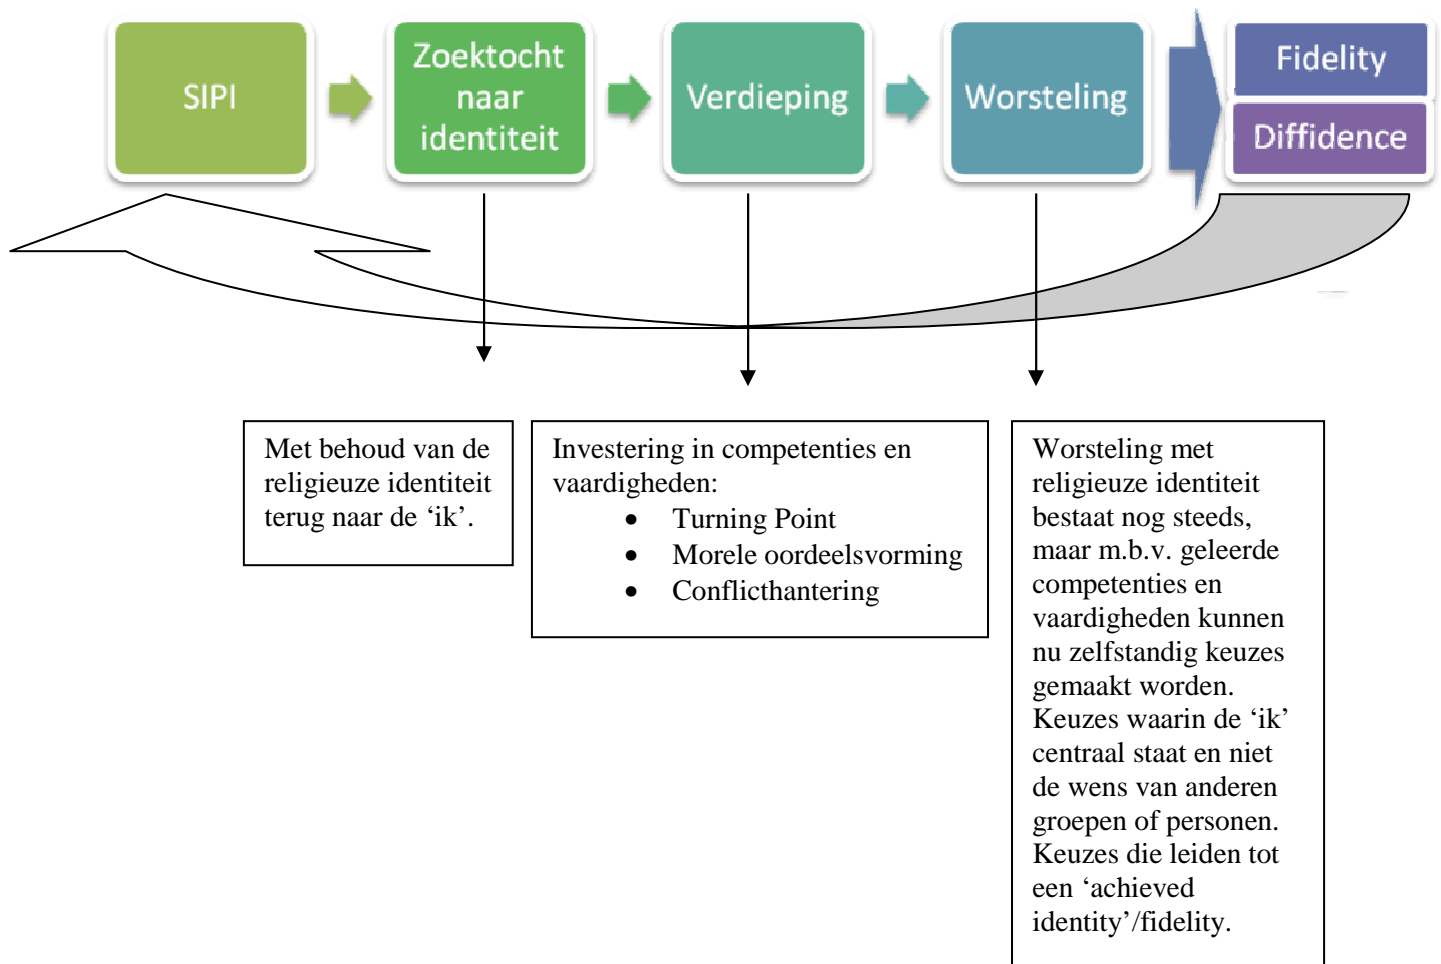 SIPI
Zoektocht
naar
identiteit
Verdieping
Worsteling
Fidelity
Diffidence
Met behoud van de
religieuze identiteit
terug naar de ‘ik’.
Investering in competenties en
vaardigheden:
• Turning Point
• Morele oordeelsvorming
• Conflicthantering
Worsteling met
religieuze identiteit
bestaat nog steeds,
maar m.b.v. geleerde
competenties en
vaardigheden kunnen
nu zelfstandig keuzes
gemaakt worden.
Keuzes waarin de ‘ik’
centraal staat en niet
de wens van anderen
groepen of personen.
Keuzes die leiden tot
een ‘achieved
identity’/fidelity.